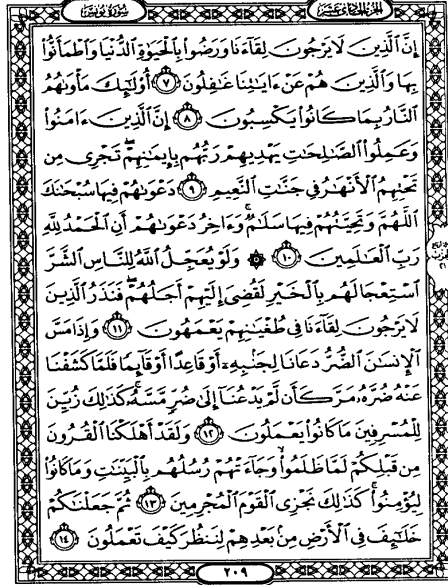 الجزء الحادي عشر
سورة يونس
إِنَّ الَّذِينَ لَا يَرْجُونَ لِقَاءَنَا وَرَضُوا بِالْحَيَوٰةِ الدُّنْيَا وَاطْمَأَنُّوا
بِهَا وَالَّذِينَ هُمْ عَنْ ءَايَٰتِنَا غَٰفِلُونَ ٧ أُولَٰئِكَ مَأْوَىٰهُمُ
النَّارُ بِمَا كَانُوا يَكْسِبُونَ ٨ إِنَّ الَّذِينَ ءَامَنُوا
وَعَمِلُوا الصَّٰلِحَٰتِ يَهْدِيهِمْ رَبُّهُم بِإِيمَٰنِهِمْ تَجْرِي مِن
تَحْتِهِمُ الْأَنْهَٰرُ فِي جَنَّٰتِ النَّعِيمِ ٩ دَعْوَىٰهُمْ فِيهَا سُبْحَٰنَكَ
اللَّهُمَّ وَتَحِيَّتُهُمْ فِيهَا سَلَٰمٌ وَءَاخِرُ دَعْوَىٰهُمْ أَنِ الْحَمْدُ لِلَّهِ
رَبِّ الْعَٰلَمِينَ ١٠ وَلَوْ يُعَجِّلُ اللَّهُ لِلنَّاسِ الشَّرَّ
اسْتِعْجَالَهُم بِالْخَيْرِ لَقُضِيَ إِلَيْهِمْ أَجَلُهُمْ فَنَذَرُ الَّذِينَ
لَا يَرْجُونَ لِقَاءَنَا فِي طُغْيَٰنِهِمْ يَعْمَهُونَ ١١ وَإِذَا مَسَّ
الْإِنسَٰنَ الضُّرُّ دَعَانَا لِجَنبِهِ أَوْ قَاعِدًا أَوْ قَائِمًا فَلَمَّا كَشَفْنَا
عَنْهُ ضُرَّهُ مَرَّ كَأَن لَّمْ يَدْعُنَا إِلَىٰ ضُرٍّ مَّسَّهُ كَذَٰلِكَ زُيِّنَ
لِلْمُسْرِفِينَ مَا كَانُوا يَعْمَلُونَ ١٢ وَلَقَدْ أَهْلَكْنَا الْقُرُونَ
مِن قَبْلِكُمْ لَمَّا ظَلَمُوا وَجَاءَتْهُمْ رُسُلُهُم بِالْبَيِّنَٰتِ وَمَا كَانُوا
لِيُؤْمِنُوا كَذَٰلِكَ نَجْزِي الْقَوْمَ الْمُجْرِمِينَ ١٣ ثُمَّ جَعَلْنَٰكُمْ
خَلَٰئِفَ فِي الْأَرْضِ مِن بَعْدِهِمْ لِنَنظُرَ كَيْفَ تَعْمَلُونَ ١٤
٢٠٩